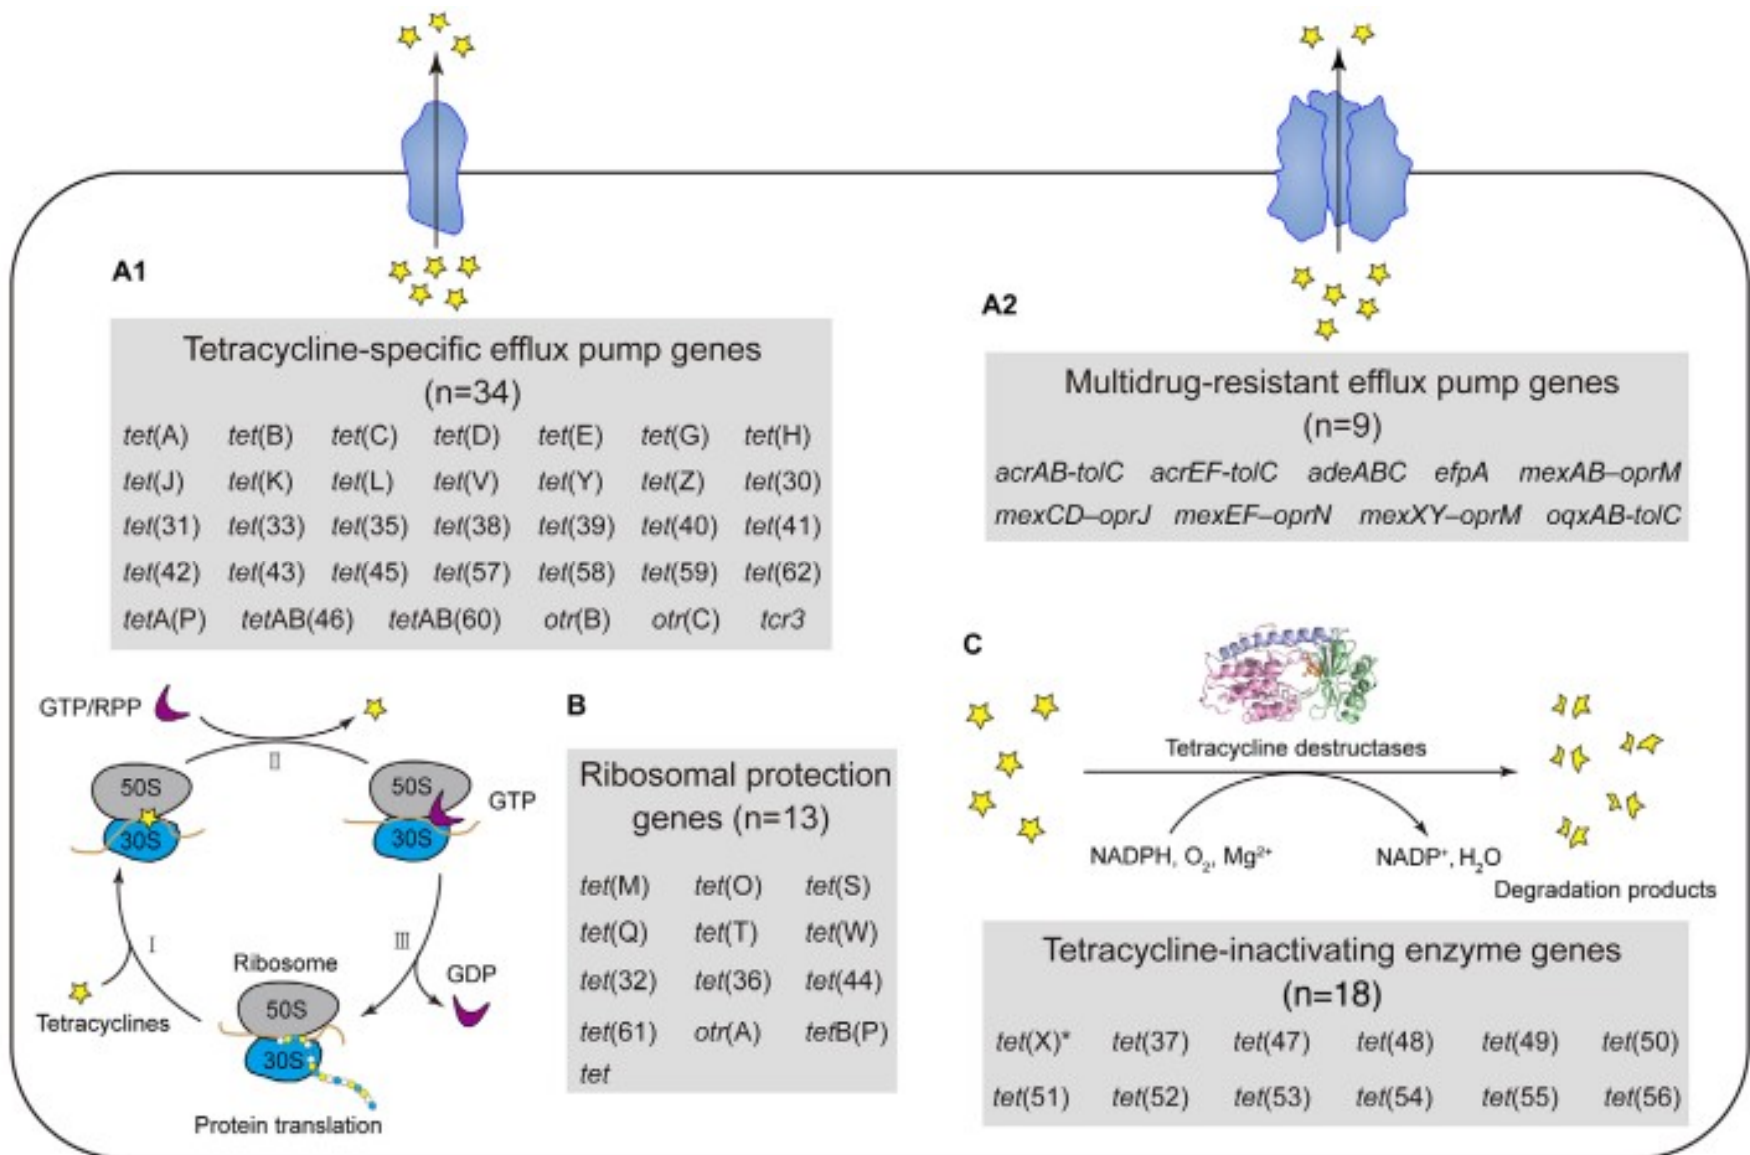 A1
Tetracycline-specific efflux pump genes
(n=34)
tet(A) tet(B) tet(C) tet(D) tet(E) tet(G) tet(H)
tet(J) tet(K) tet(L) tet(V) tet(Y) tet(Z) tet(30)
tet(31) tet(33) tet(35) tet(38) tet(39) tet(40) tet(41)
tet(42) tet(43) tet(45) tet(57) tet(58) tet(59) tet(62)
tetA(P) tetAB(46) tetAB(60) otr(B) otr(C) tcr3
A2
Multidrug-resistant efflux pump genes
(n=9)
acrAB-tolC acrEF-tolC adeABC efpA mexAB–oprM
mexCD–oprJ mexEF–oprN mexXY–oprM oqxAB-tolC
GTP/RPP
II
50S
30S
50S
30S
GTP
I
III
Ribosome
50S
30S
GDP
Tetracyclines
Protein translation
B
Ribosomal protection
genes (n=13)
tet(M) tet(O) tet(S)
tet(Q) tet(T) tet(W)
tet(32) tet(36) tet(44)
tet(61) otr(A) tetB(P)
tet
C
Tetracycline destructases
NADPH, O₂, Mg²⁺
NADP⁺, H₂O
Degradation products
Tetracycline-inactivating enzyme genes
(n=18)
tet(X)* tet(37) tet(47) tet(48) tet(49) tet(50)
tet(51) tet(52) tet(53) tet(54) tet(55) tet(56)